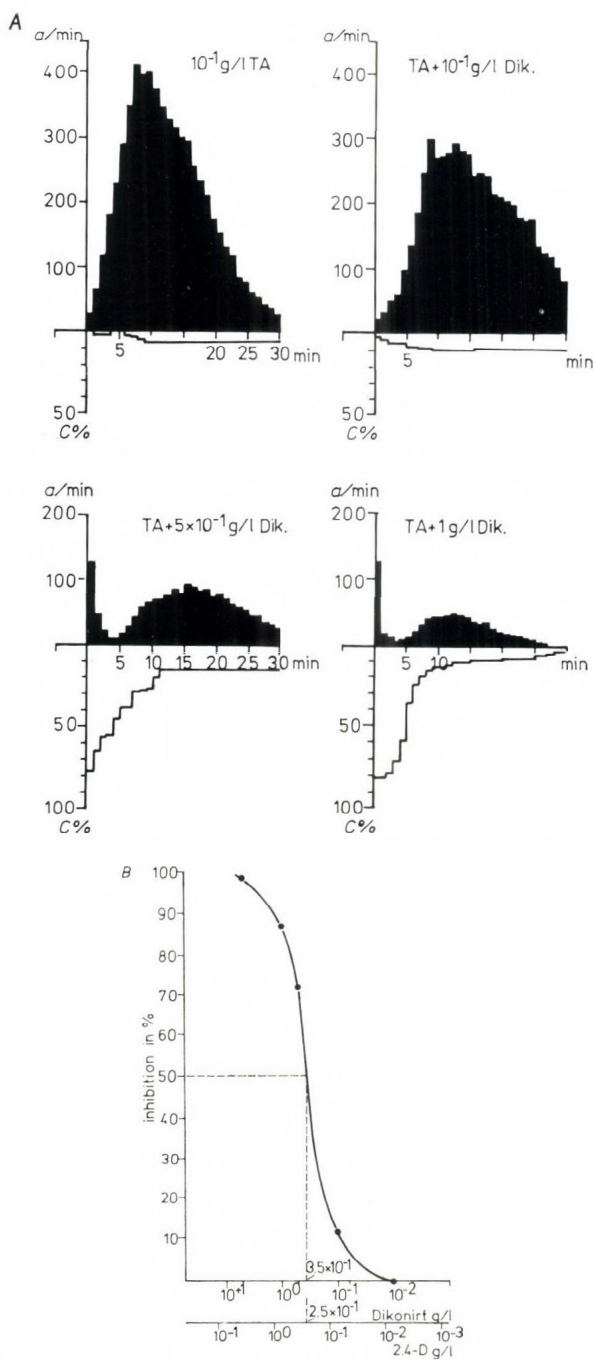 A
a/min
10⁻¹g/l TA
400
300
200
100
5
20 25 30 min
50
C%
a/min
TA+10⁻¹g/l Dik.
400
300
200
100
5
min
50
C%
a/min
200
TA+5×10⁻¹g/l Dik.
100
5 10 15 20 25 30 min
50
100
C%
a/min
200
TA+1g/l Dik.
100
5 10
min
50
100
C%
B
100
90
80
70
60
50
40
30
20
10
inhibition in %
3.5×10⁻¹
10⁺¹ 10⁰ 10⁻¹ 10⁻²
2.5×10⁻¹
Dikonirt g/l
10⁻¹ 10⁰ 10⁻¹ 10⁻² 10⁻³
2.4-D g/l